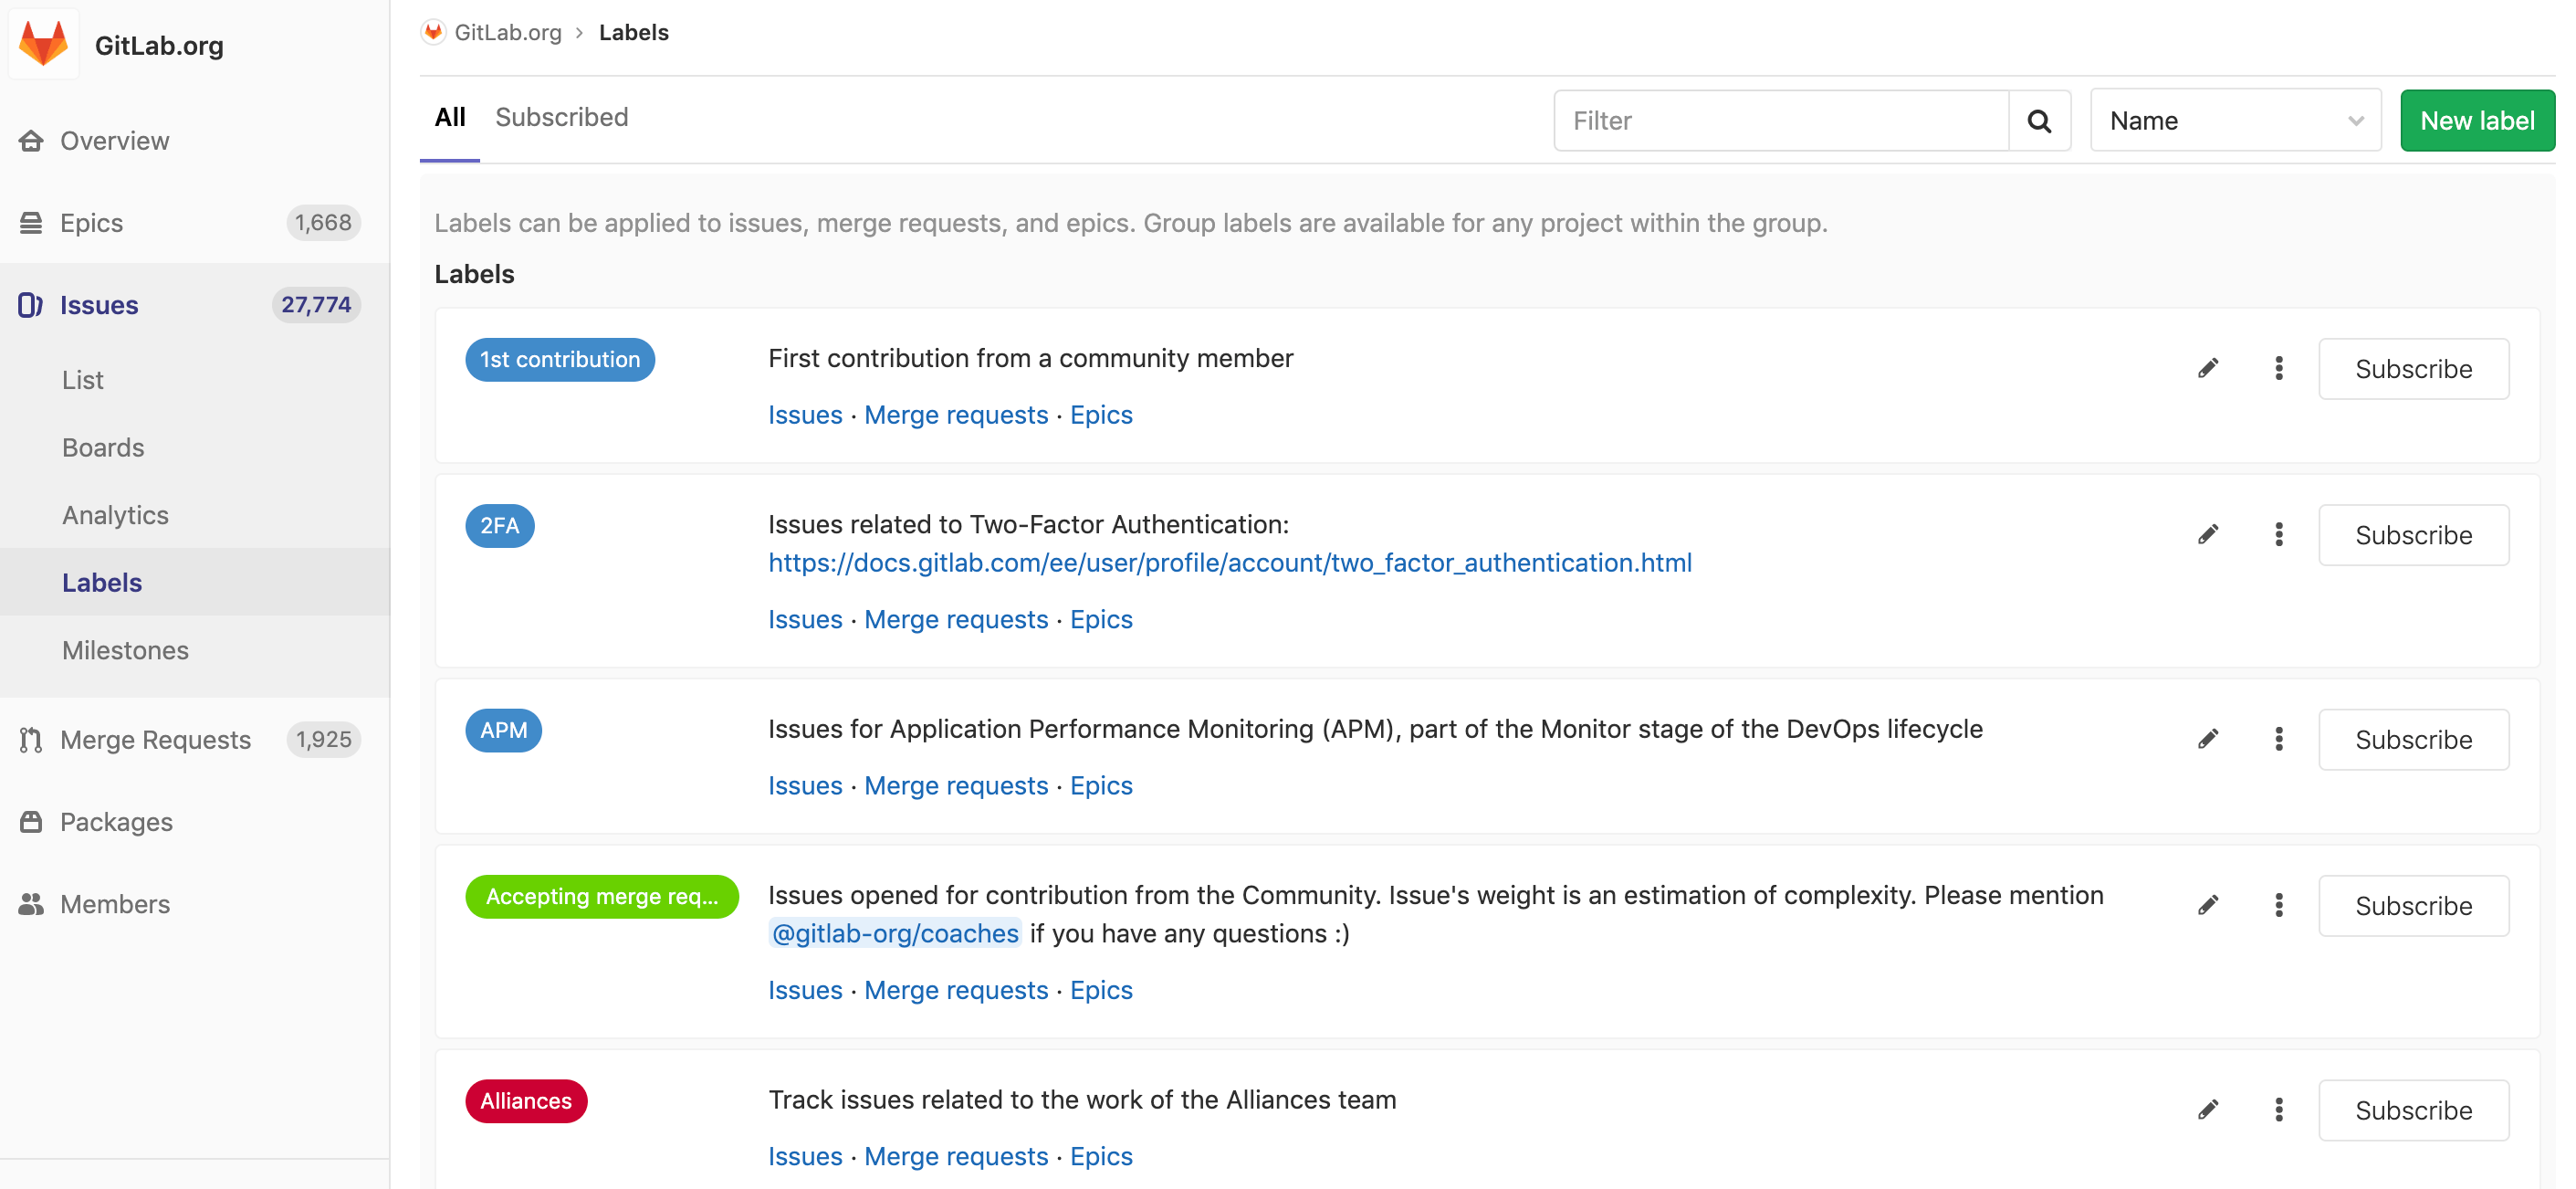 GitLab.org
Overview
Epics 1,668
Issues 27,774
List
Boards
Analytics
Labels
Milestones
Merge Requests 1,925
Packages
Members
GitLab.org › Labels
All Subscribed
Filter
Name
New label
Labels can be applied to issues, merge requests, and epics. Group labels are available for any project within the group.
Labels
1st contribution
First contribution from a community member
Issues · Merge requests · Epics
Subscribe
2FA
Issues related to Two-Factor Authentication:
https://docs.gitlab.com/ee/user/profile/account/two_factor_authentication.html
Issues · Merge requests · Epics
Subscribe
APM
Issues for Application Performance Monitoring (APM), part of the Monitor stage of the DevOps lifecycle
Issues · Merge requests · Epics
Subscribe
Accepting merge req...
Issues opened for contribution from the Community. Issue's weight is an estimation of complexity. Please mention
@gitlab-org/coaches if you have any questions :)
Issues · Merge requests · Epics
Subscribe
Alliances
Track issues related to the work of the Alliances team
Issues · Merge requests · Epics
Subscribe